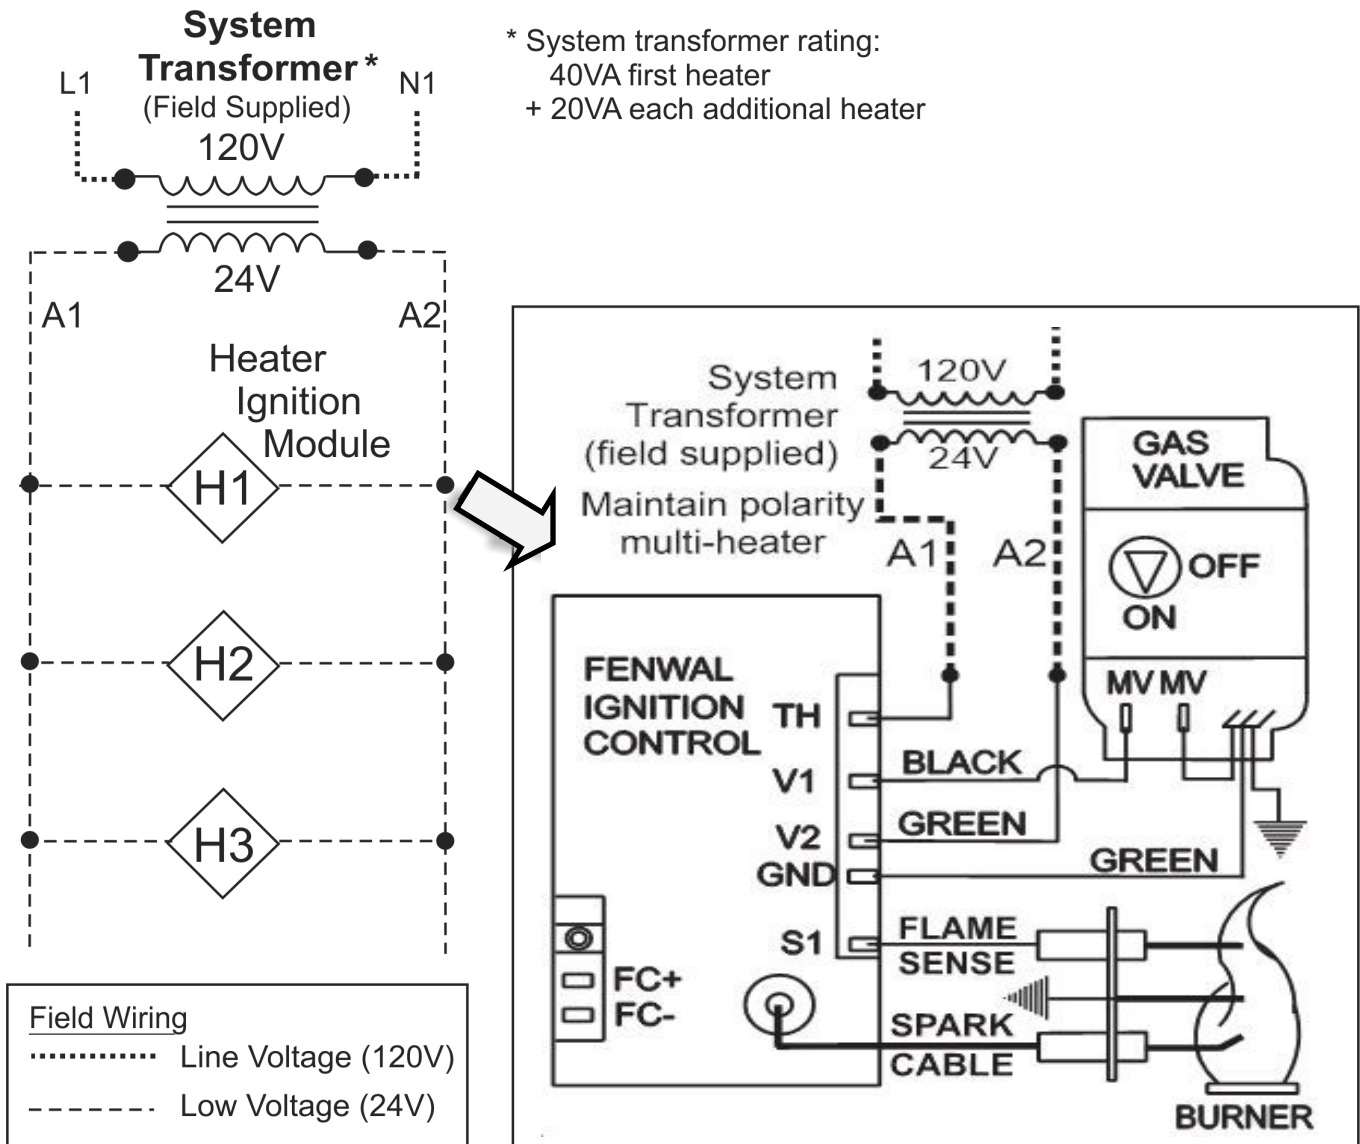 System
Transformer*
(Field Supplied)
L1
N1
120V
24V
A1
A2
* System transformer rating:
40VA first heater
+ 20VA each additional heater
Heater
Ignition
Module
H1
H2
H3
Field Wiring
Line Voltage (120V)
Low Voltage (24V)
System
Transformer
(field supplied)
Maintain polarity
multi-heater
120V
24V
A1
A2
GAS
VALVE
OFF
ON
MV MV
FENWAL
IGNITION
CONTROL
TH
V1
V2
GND
S1
FC+
FC-
BLACK
GREEN
GREEN
FLAME
SENSE
SPARK
CABLE
BURNER